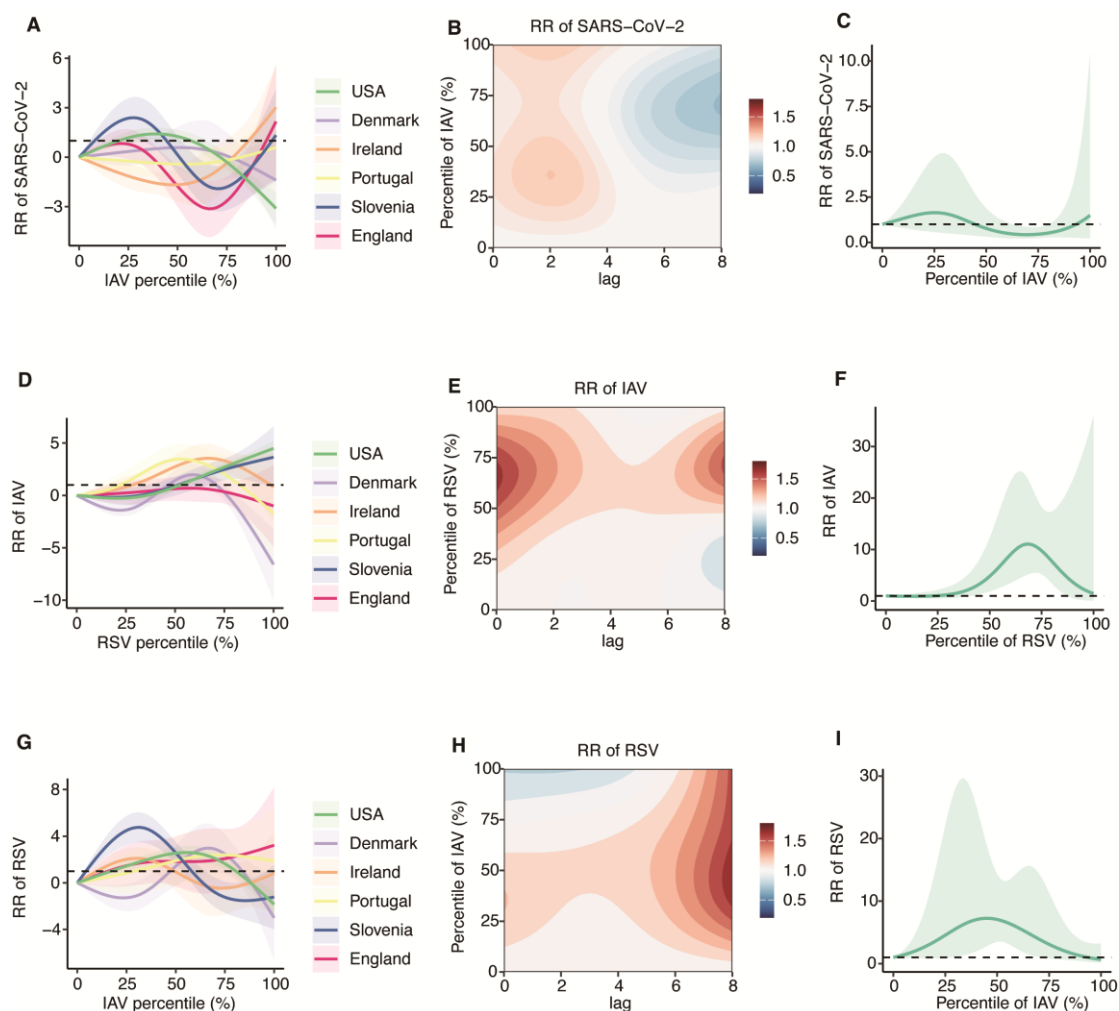 A
RR of SARS−CoV−2
6
3
0
−3
0
25
50
75
100
IAV percentile (%)
USA
Denmark
Ireland
Portugal
Slovenia
England
B
RR of SARS−CoV−2
Percentile of IAV (%)
100
75
50
25
0
0
2
4
6
8
lag
1.5
1.0
0.5
C
RR of SARS−CoV−2
10.0
7.5
5.0
2.5
0.0
0
25
50
75
100
Percentile of IAV (%)
D
RR of IAV
5
0
−5
−10
0
25
50
75
100
RSV percentile (%)
USA
Denmark
Ireland
Portugal
Slovenia
England
E
RR of IAV
Percentile of RSV (%)
100
75
50
25
0
0
2
4
6
8
lag
1.5
1.0
0.5
F
RR of IAV
30
20
10
0
0
25
50
75
100
Percentile of RSV (%)
G
RR of RSV
8
4
0
−4
0
25
50
75
100
IAV percentile (%)
USA
Denmark
Ireland
Portugal
Slovenia
England
H
RR of RSV
Percentile of IAV (%)
100
75
50
25
0
0
2
4
6
8
lag
1.5
1.0
0.5
I
RR of RSV
30
20
10
0
0
25
50
75
100
Percentile of IAV (%)